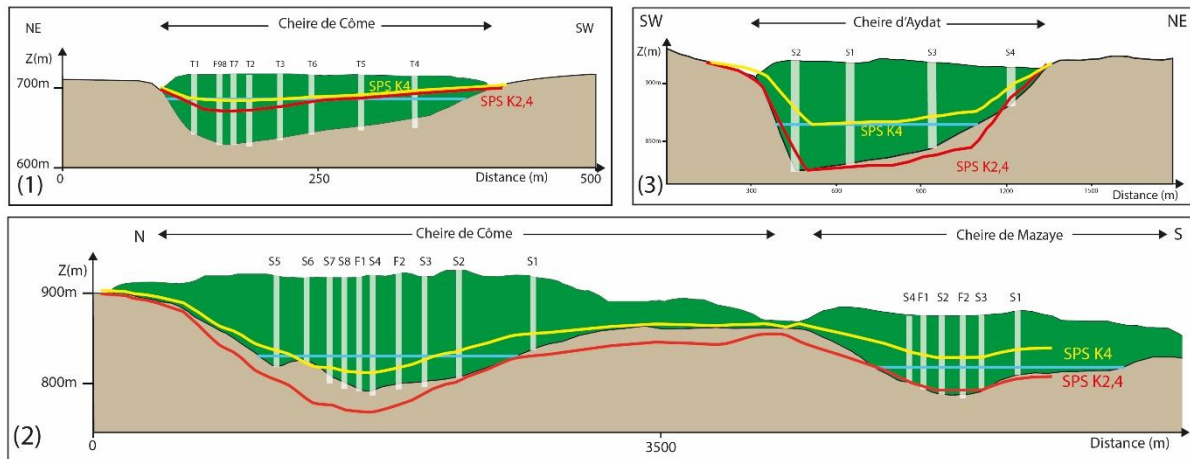 NE
Cheire de Côme
SW
Z(m)
T1 F98 T7 T2 T3 T6 T5 T4
700m
SPS K4
SPS K2,4
600m
(1)
0
250
Distance (m)
500
SW
Cheire d'Aydat
NE
Z(m)
S2 S1 S3 S4
900m
SPS K4
850m
SPS K2,4
(3)
300 600 900 1200 1500
Distance (m)
N
Cheire de Côme
Cheire de Mazaye
S
Z(m)
S5 S6 S7 S8 F1 S4 F2 S3 S2 S1
S4 F1 S2 F2 S3 S1
900m
SPS K4
800m
SPS K2,4
(2)
0
3500
Distance (m)